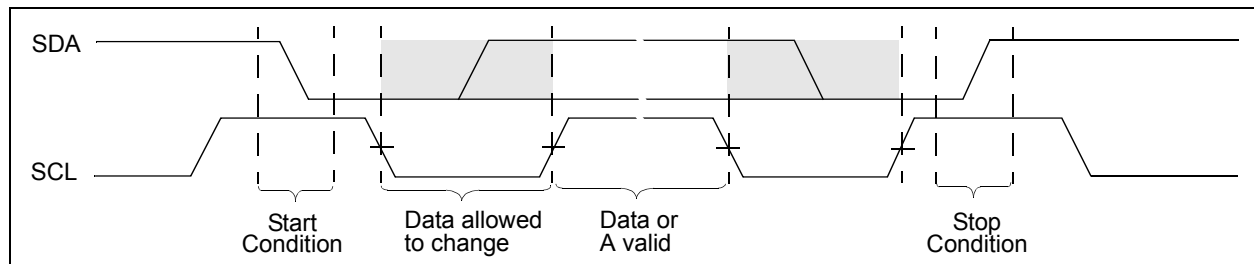 SDA
SCL
Start
Condition
Data allowed
to change
Data or
A valid
Stop
Condition